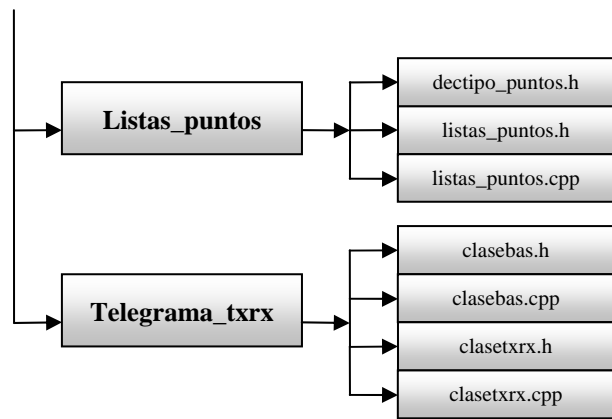 Listas_puntos
dectipo_puntos.h
listas_puntos.h
listas_puntos.cpp
Telegrama_txrx
clasebas.h
clasebas.cpp
clasetxrx.h
clasetxrx.cpp